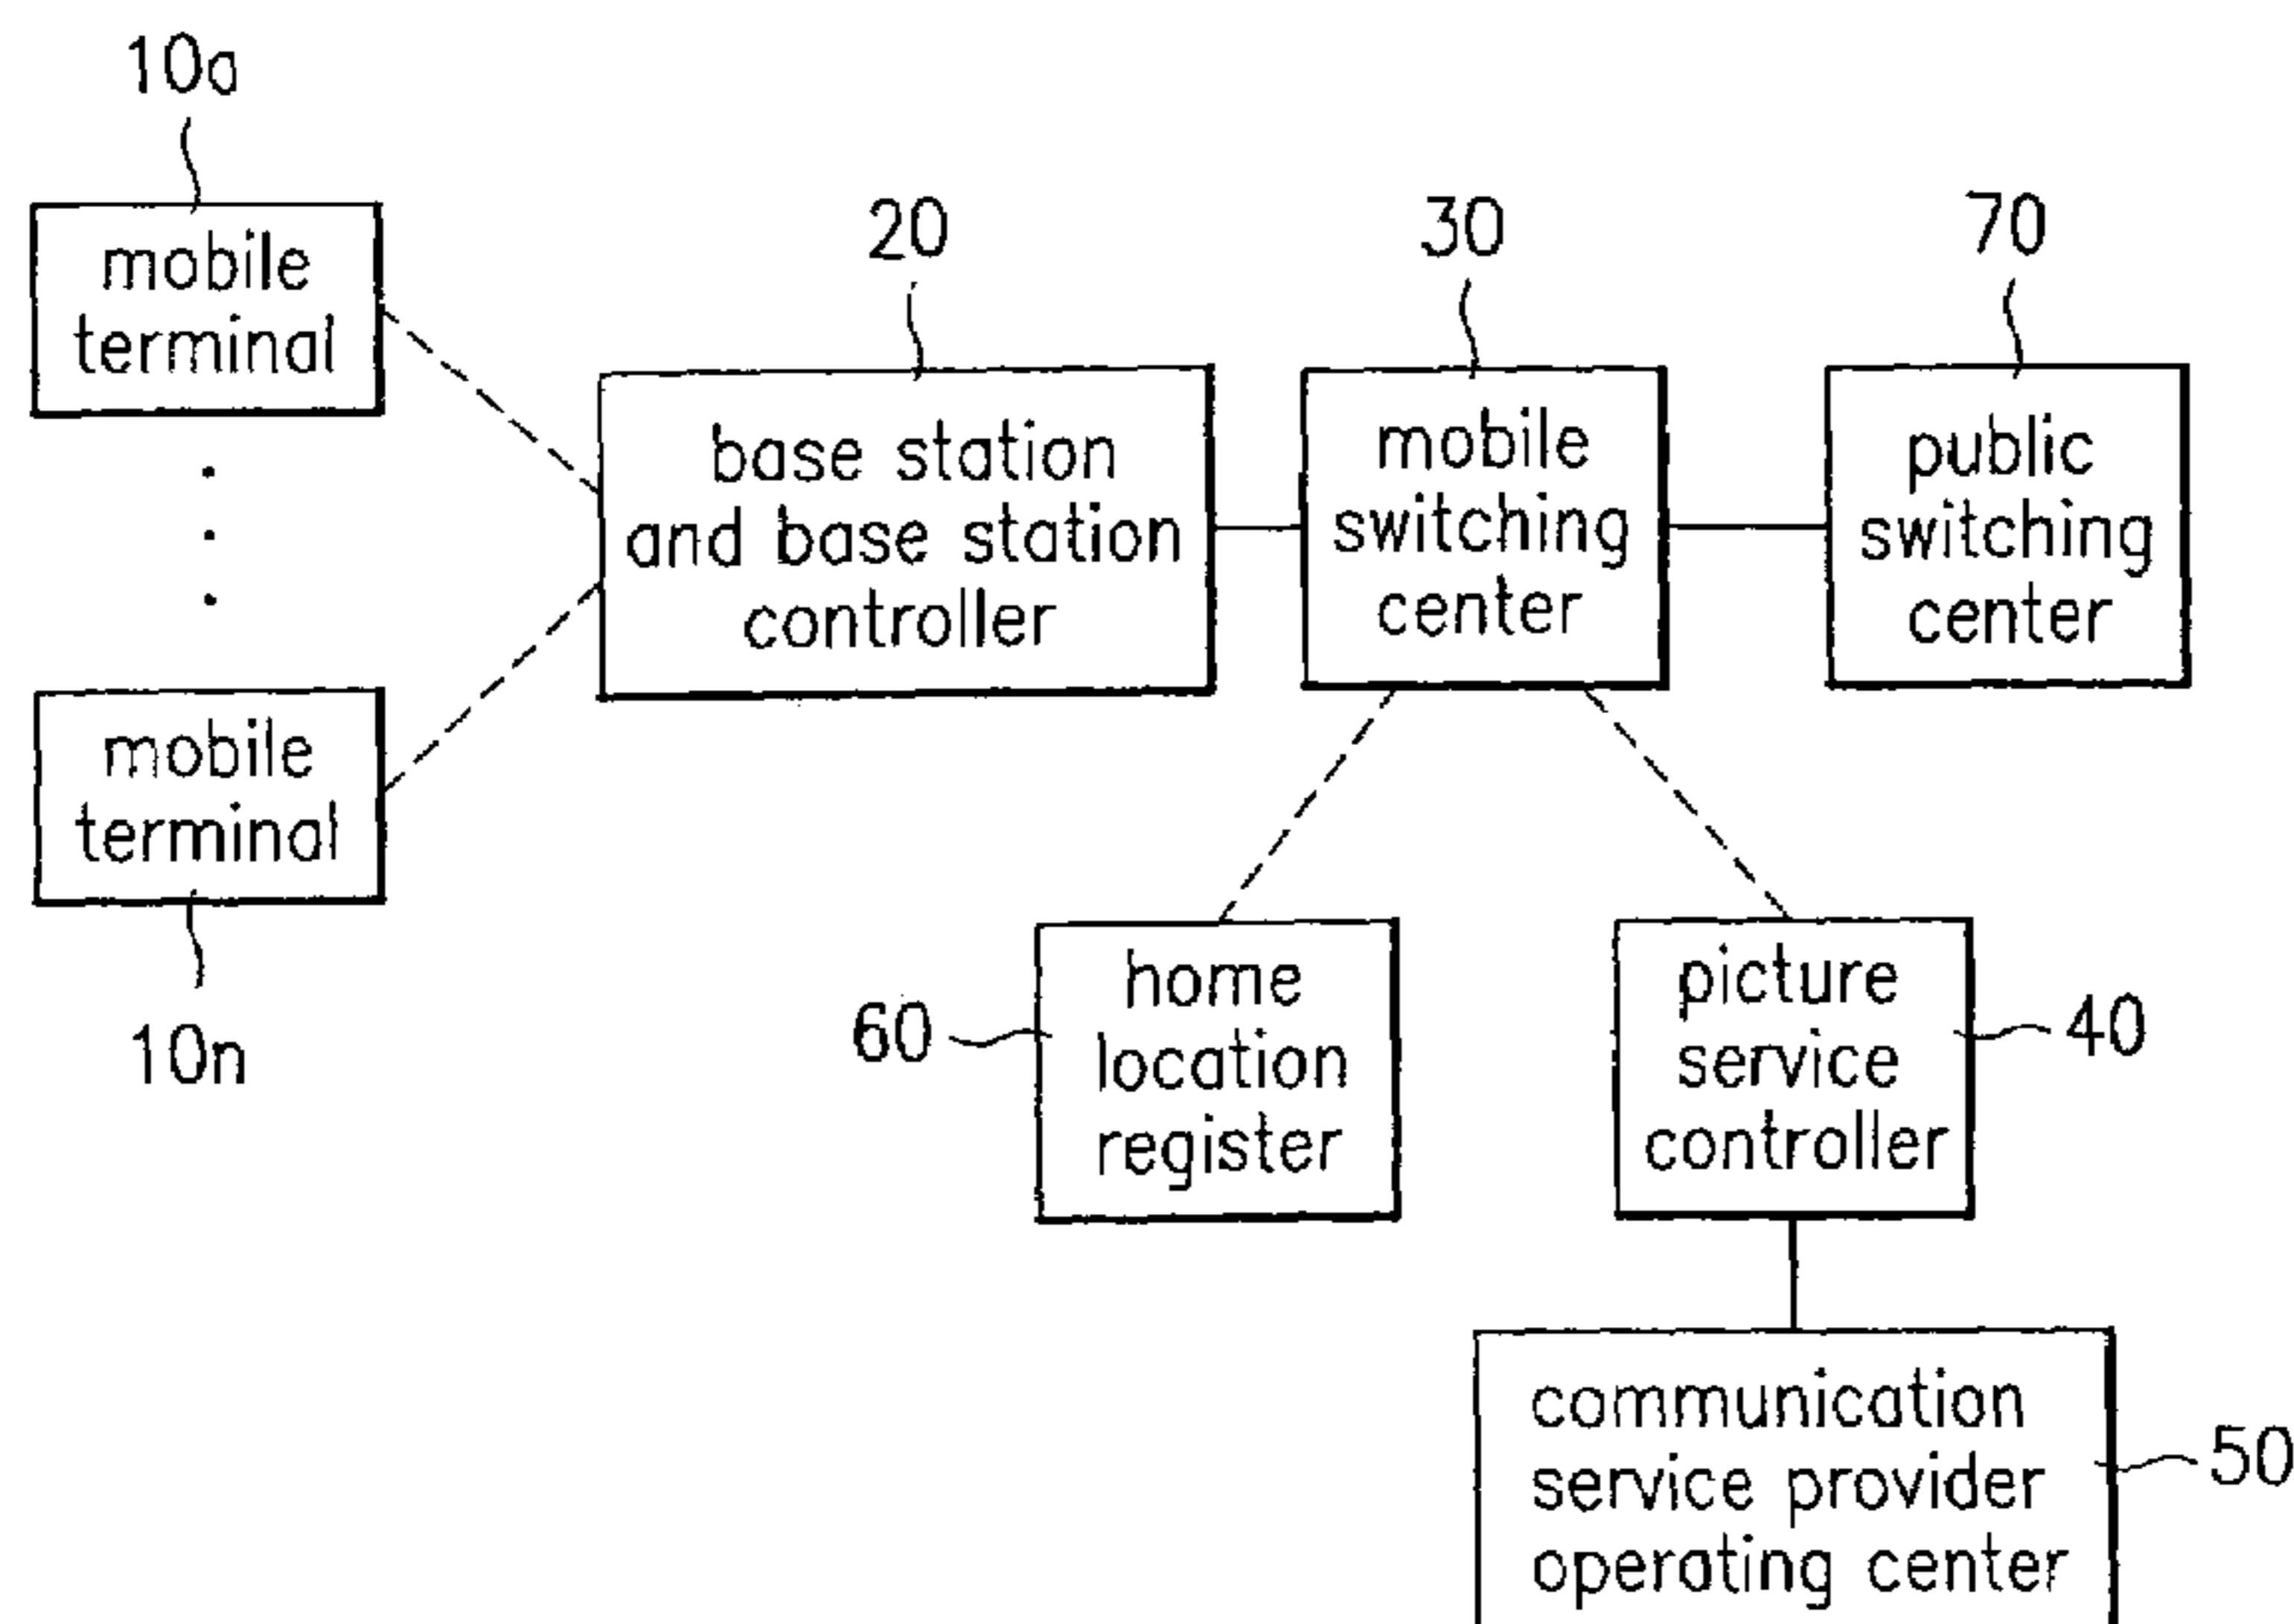 10a
mobile
terminal
20
30
70
base station
and base station
controller
mobile
switching
center
public
switching
center
mobile
terminal
10n
60
home
location
register
picture
service
controller
40
communication
service provider
operating center
50